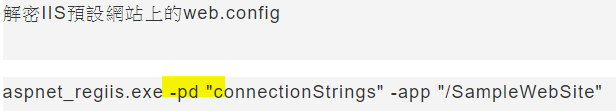 解密IIS預設網站上的web.config
aspnet_regiis.exe -pd "connectionStrings" -app "/SampleWebSite"